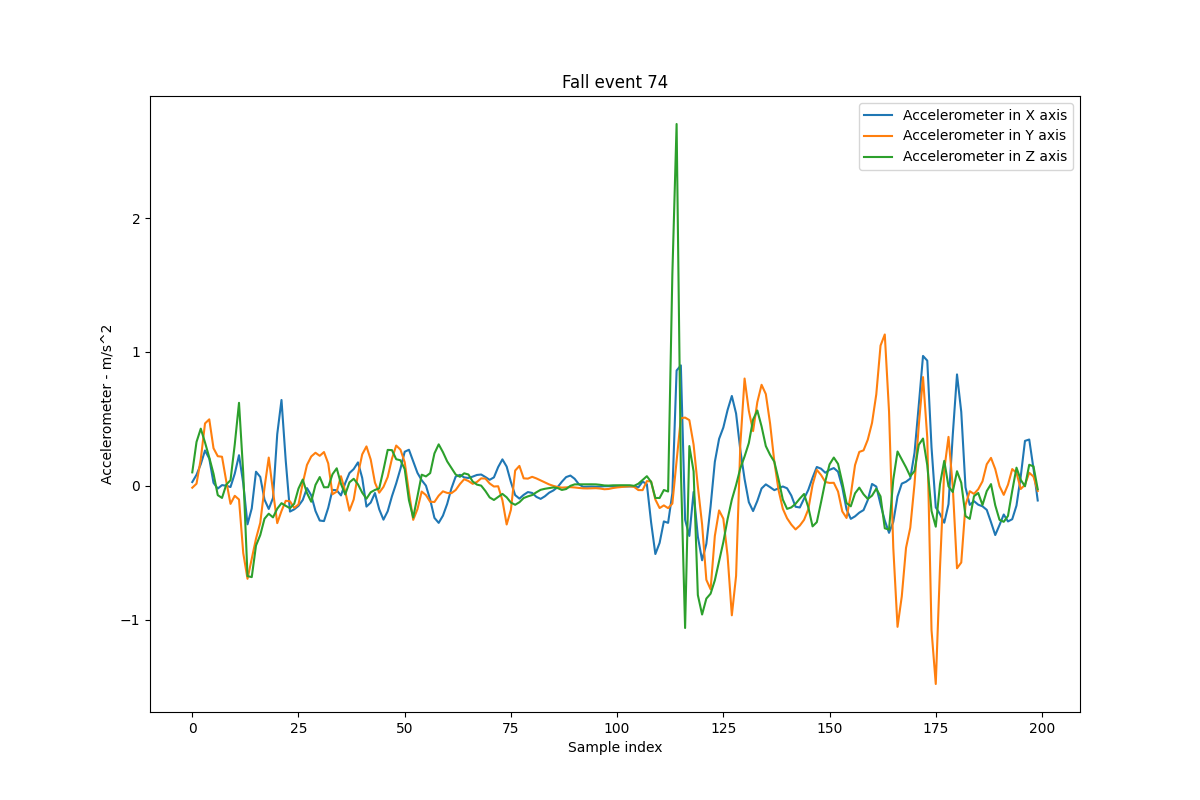 Fall event 74
Accelerometer in X axis
Accelerometer in Y axis
Accelerometer in Z axis
Accelerometer - m/s^2
2
1
0
−1
0 25 50 75 100 125 150 175 200
Sample index